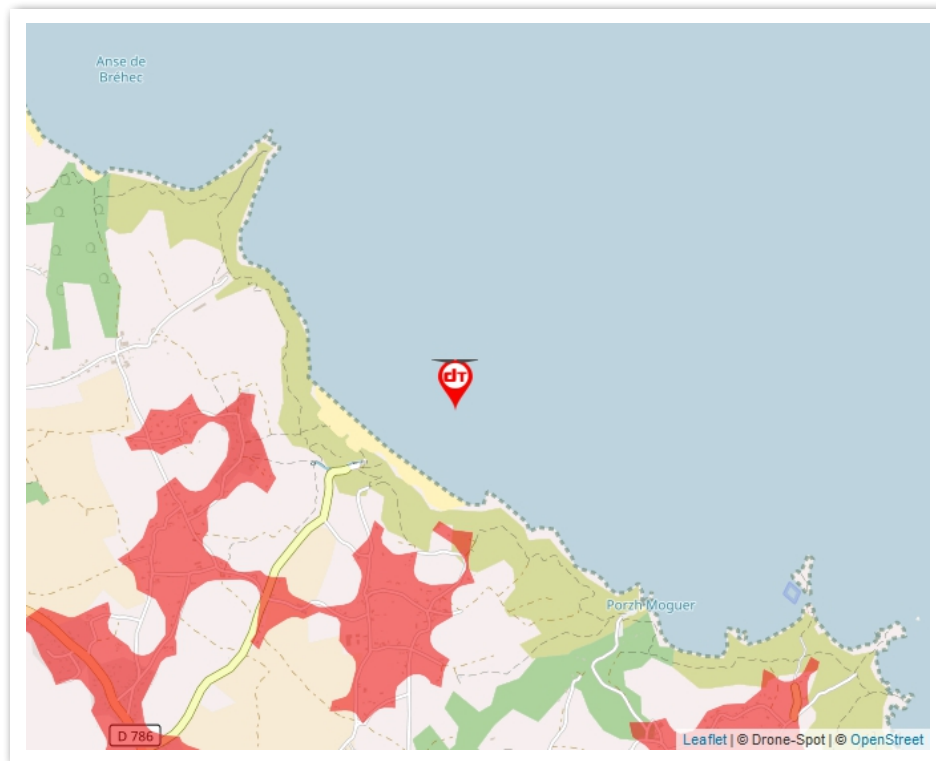 Anse de
Bréhec
dT
Porzh Moguer
D 786
Leaflet | © Drone-Spot | © OpenStreet